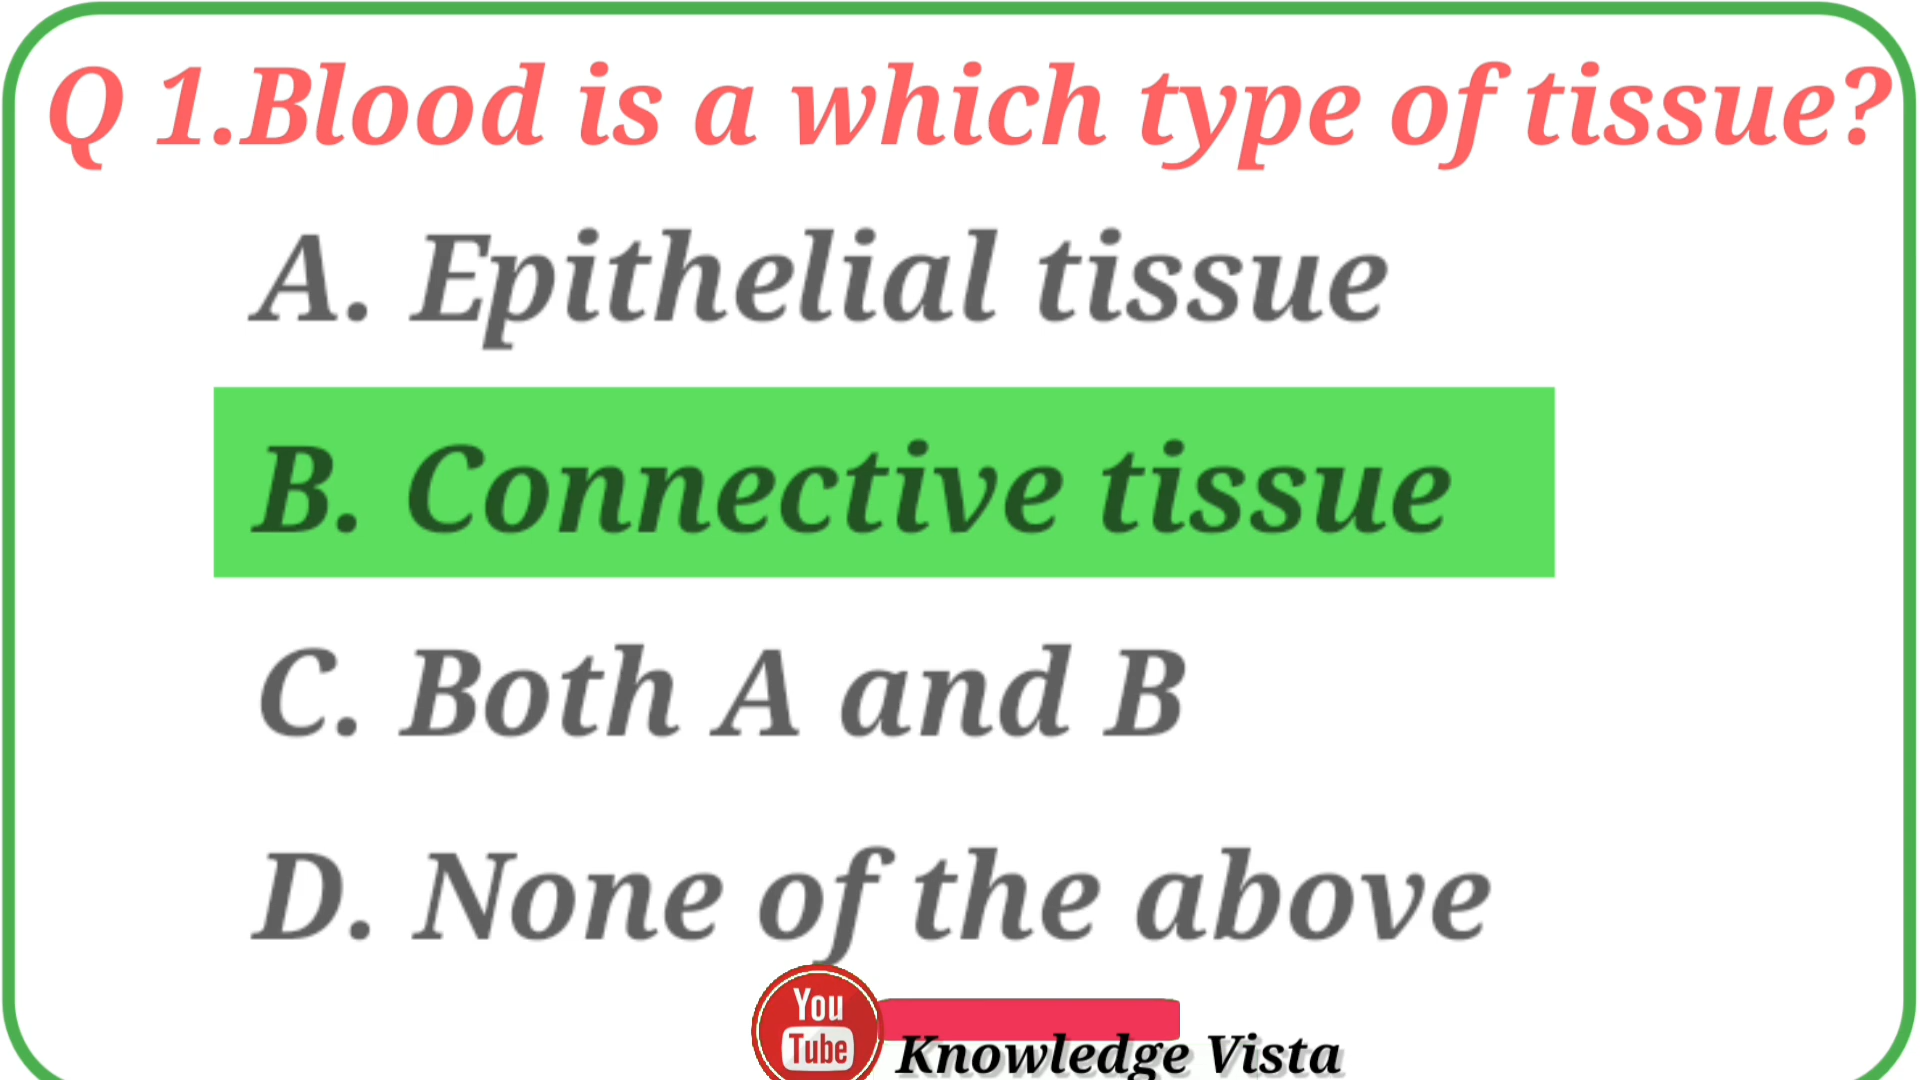 Q 1.Blood is a which type of tissue?
A. Epithelial tissue
B. Connective tissue
C. Both A and B
D. None of the above
You
Tube
Knowledge Vista